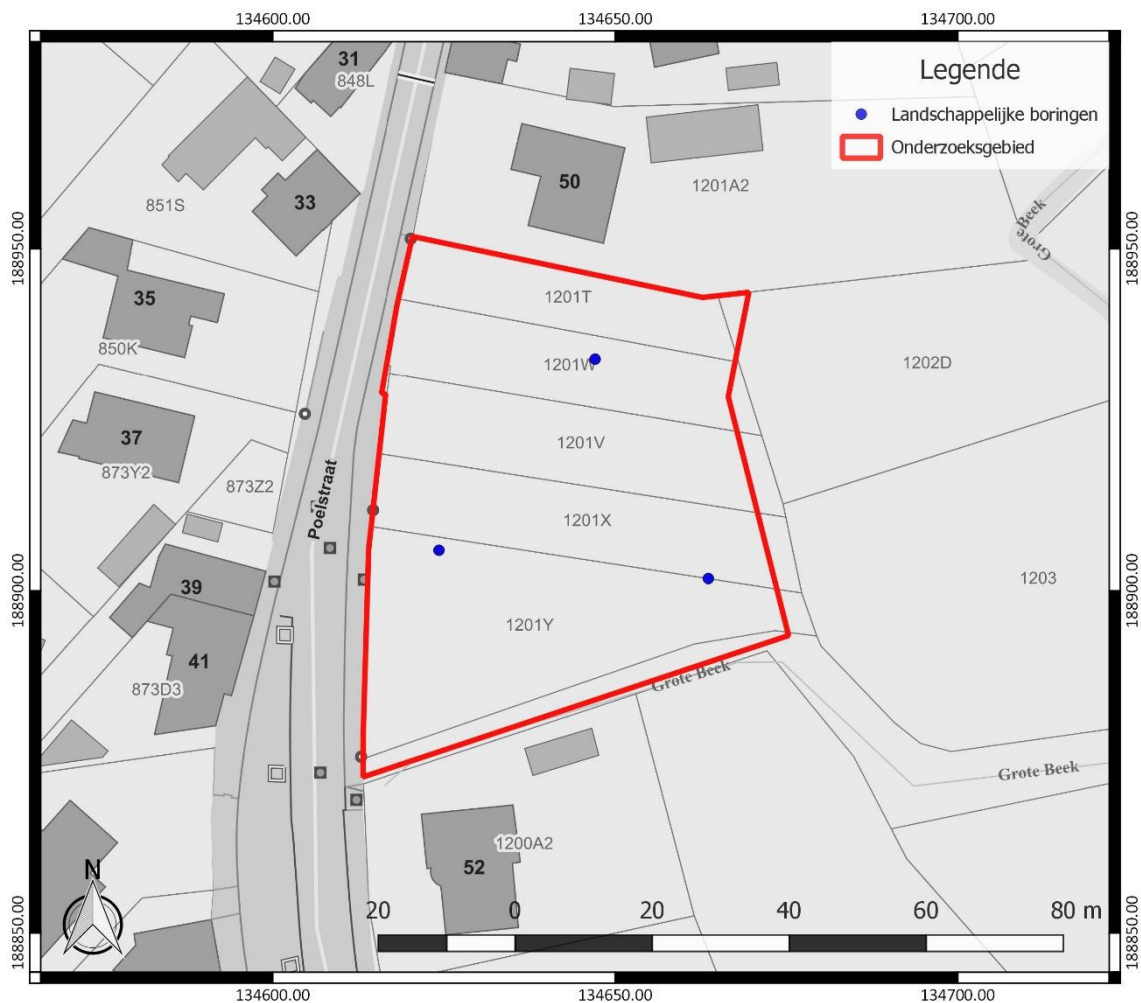 134600.00 134650.00 134700.00
Legende
Landschappelijke boringen
Onderzoeksgebied
31
848L
50
1201A2
851S
33
Grote Beek
Grote Beek
188950.00 188950.00
35
850K
1201T
1201W
1202D
37
873Y2
873Z2
1201V
Poelstraat
1201X
39
1203
188900.00 188900.00
1201Y
41
873D3
Grote Beek
Grote Beek
1200A2
52
N
20 0 20 40 60 80 m
188850.00 188850.00
134600.00 134650.00 134700.00